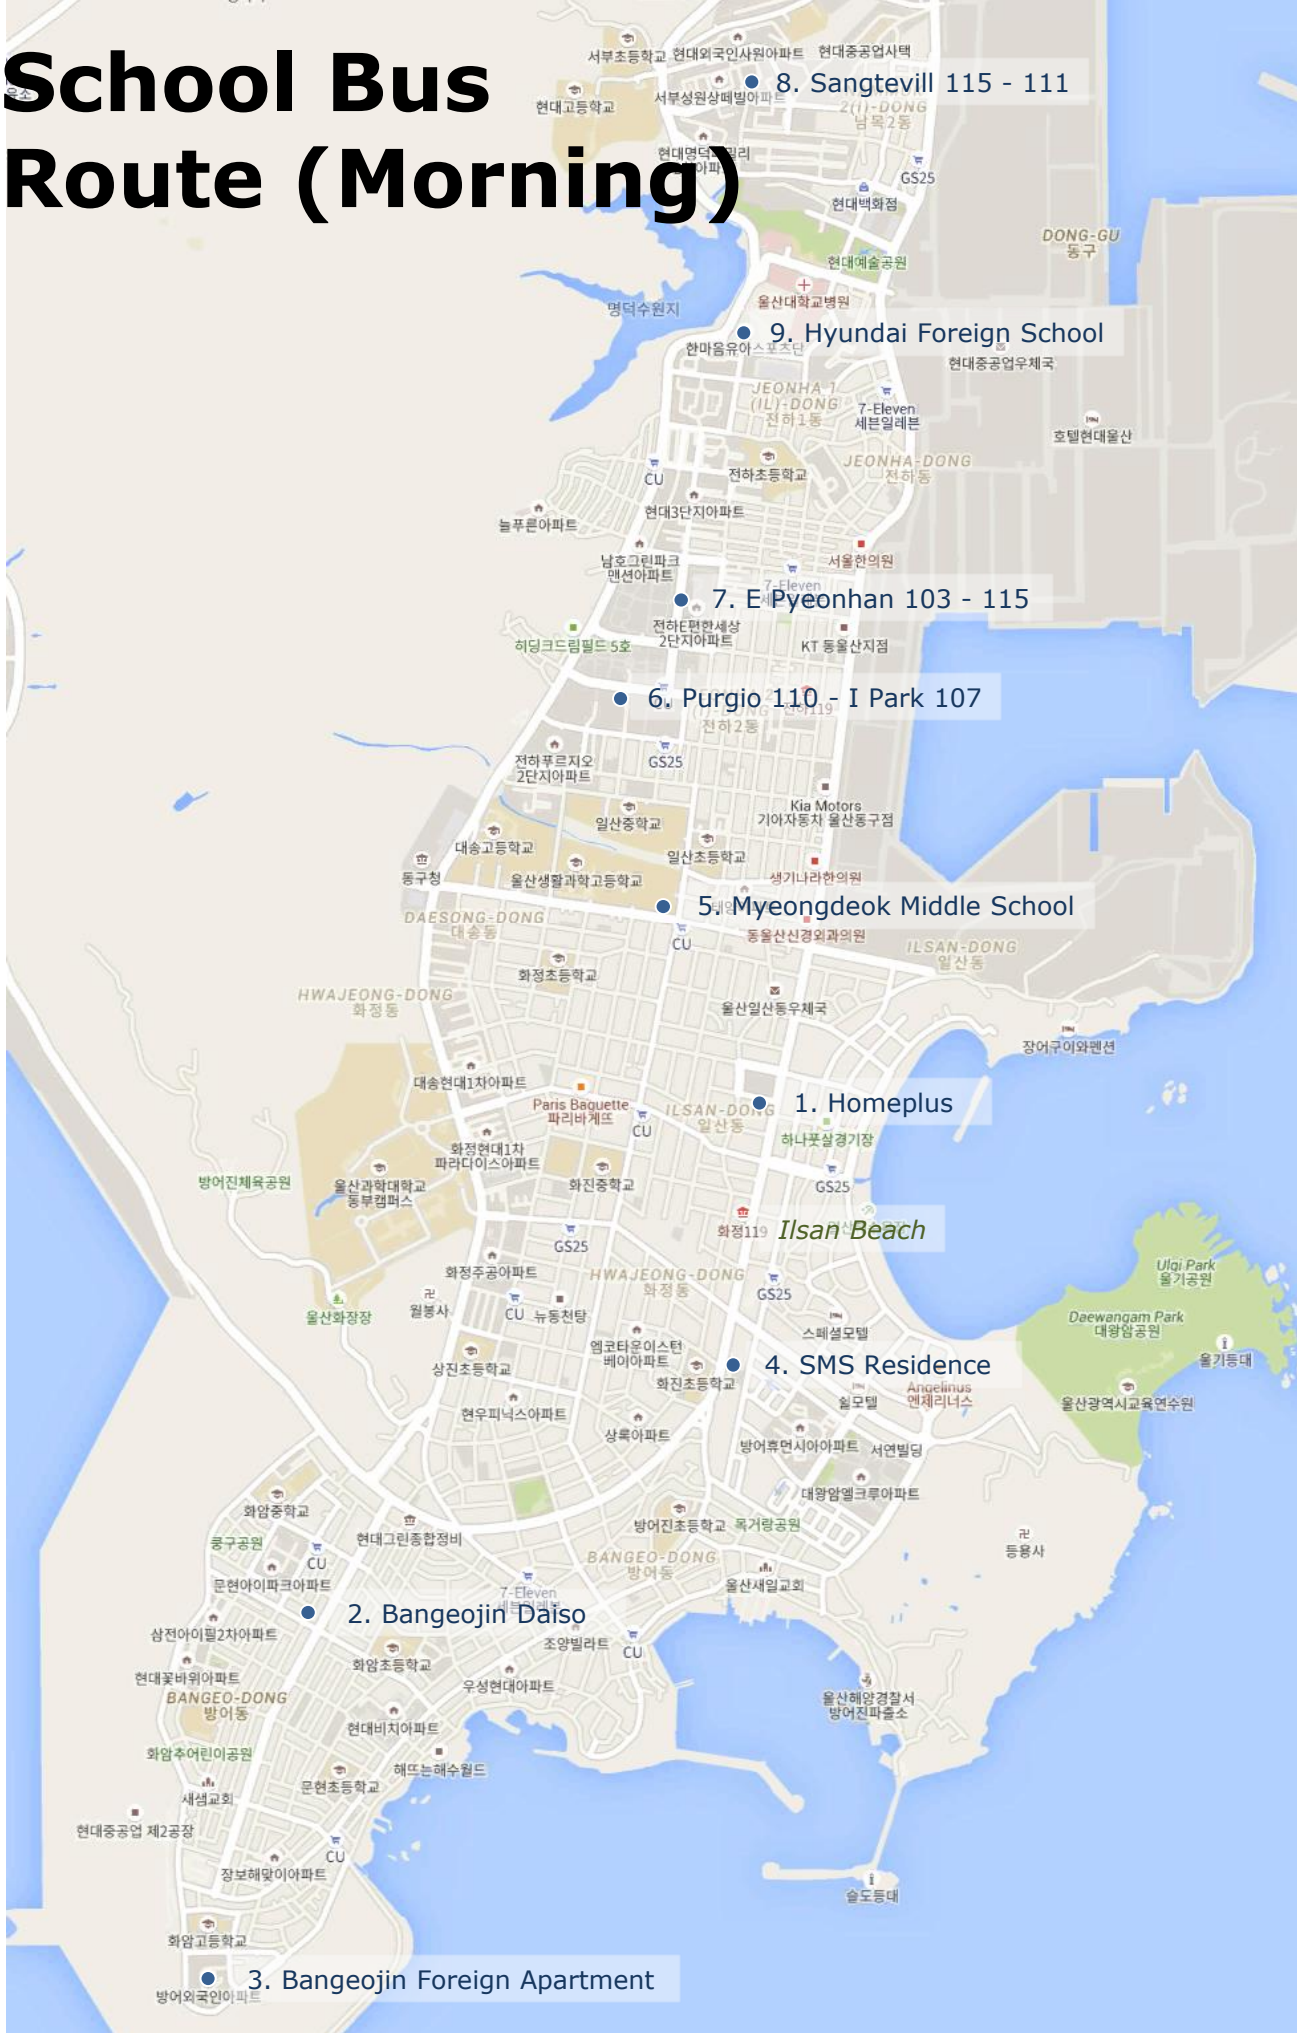 School Bus
Route (Morning)
서부초등학교
현대외국인사원아파트
현대중공업사택
8. Sangtevill 115 - 111
현대고등학교
서부성원상떼빌아파트
2(I)-DONG
남목2동
GS25
현대백화점
DONG-GU
동구
현대예술공원
울산대학교병원
명덕수원지
9. Hyundai Foreign School
한마음유아스포츠단
현대중공업우체국
JEONHA 1
(IL)-DONG
전하1동
7-Eleven
세븐일레븐
호텔현대울산
JEONHA-DONG
전하동
전하초등학교
CU
현대3단지아파트
늘푸른아파트
남호그린파크
맨션아파트
서울한의원
7-Eleven
7. E Pyeonhan 103 - 115
전하E편한세상
2단지아파트
히딩크드림필드 5호
KT 동울산지점
6. Purgio 110 - I Park 107
CU
전하119
전하2동
GS25
전하푸르지오
2단지아파트
Kia Motors
기아자동차 울산동구점
일산중학교
대송고등학교
일산초등학교
동구청
울산생활과학고등학교
생기나라한의원
5. Myeongdeok Middle School
DAESONG-DONG
대송동
CU
동울산신경외과의원
ILSAN-DONG
일산동
화정초등학교
HWAJEONG-DONG
화정동
울산일산동우체국
장어구이와펜션
대송현대1차아파트
Paris Baguette
파리바게뜨
ILSAN-DONG
일산동
1. Homeplus
CU
하나풋살경기장
화정현대1차
파라다이스아파트
방어진체육공원
울산과학대학교
동부캠퍼스
화진중학교
GS25
화정119
Ilsan Beach
GS25
Ulgi Park
울기공원
화정주공아파트
HWAJEONG-DONG
화정동
GS25
월봉사
CU
뉴동천탕
울산화장장
Daewangam Park
대왕암공원
스페셜모텔
엠코타운이스턴
베이아파트
울기등대
상진초등학교
4. SMS Residence
화진초등학교
쉴모텔
Angelinus
엔제리너스
울산광역시교육연수원
현우피닉스아파트
상록아파트
방어휴먼시아아파트
서연빌딩
대왕암엘크루아파트
화암중학교
현대그린종합정비
방어진초등학교
목거랑공원
쿵구공원
CU
등용사
BANGEO-DONG
방어동
문현아이파크아파트
울산새일교회
7-Eleven
2. Bangeojin Daiso
삼전아이필2차아파트
조양빌라트
CU
화암초등학교
현대꽃바위아파트
우성현대아파트
BANGEO-DONG
방어동
울산해양경찰서
방어진파출소
현대비치아파트
화암추어린이공원
해뜨는해수월드
문현초등학교
새샘교회
현대중공업 제2공장
CU
장보해맞이아파트
슬도등대
화암고등학교
3. Bangeojin Foreign Apartment
방어외국인아파트